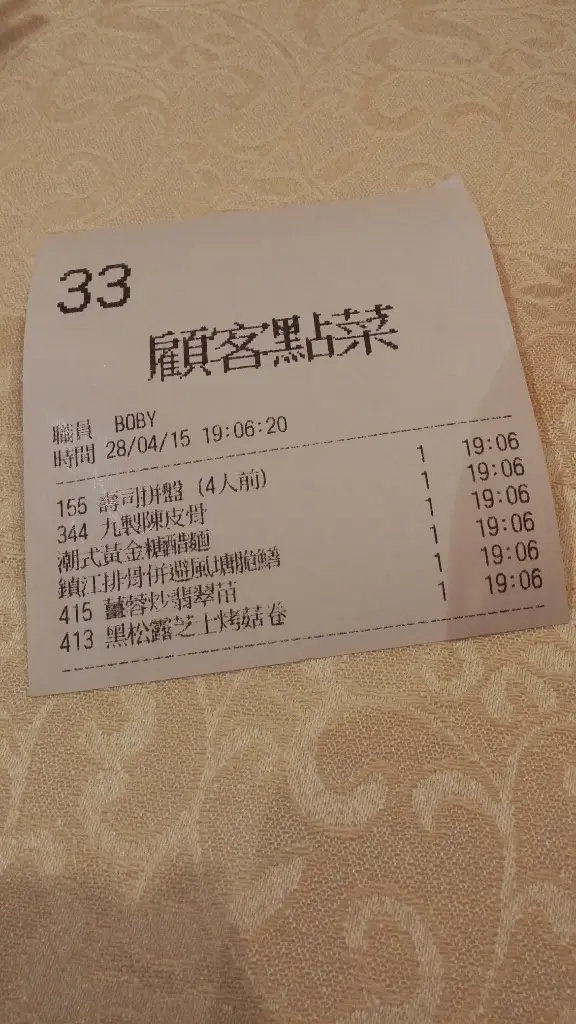 33
顧客點菜
職員 BOBY
時間 28/04/15 19:06:20
155 壽司拼盤 (4人前) 1 19:06
344 九製陳皮骨 1 19:06
潮式黃金糖醋麵 1 19:06
鎮江排骨併避風塘脆鱔 1 19:06
415 薑蓉炒翡翠苗 1 19:06
413 黑松露芝士烤菇卷 1 19:06